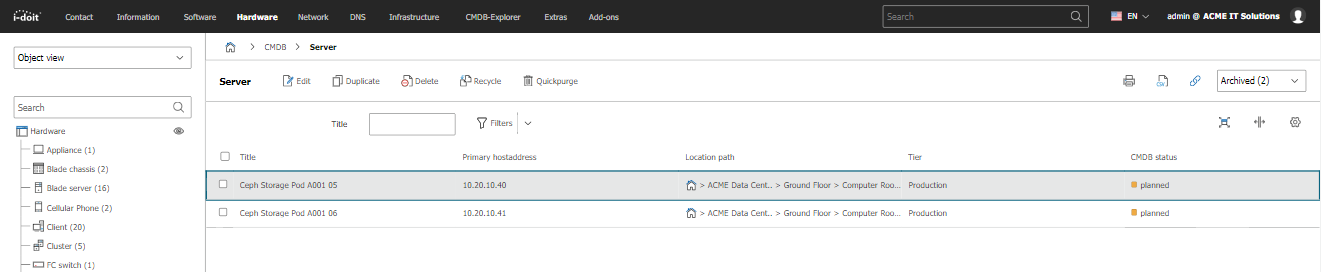 i-doit Contact Information Software Hardware Network DNS Infrastructure CMDB-Explorer Extras Add-ons Search EN admin @ ACME IT Solutions
Object view
CMDB > Server
Server Edit Duplicate Delete Recycle Quickpurge CSV Archived (2)
Search
Title Filters
Hardware
Appliance (1)
Blade chassis (2)
Blade server (16)
Cellular Phone (2)
Client (20)
Cluster (5)
FC switch (1)
Title Primary hostaddress Location path Tier CMDB status
Ceph Storage Pod A001 05 10.20.10.40 > ACME Data Cent.. > Ground Floor > Computer Roo... Production planned
Ceph Storage Pod A001 06 10.20.10.41 > ACME Data Cent.. > Ground Floor > Computer Roo... Production planned